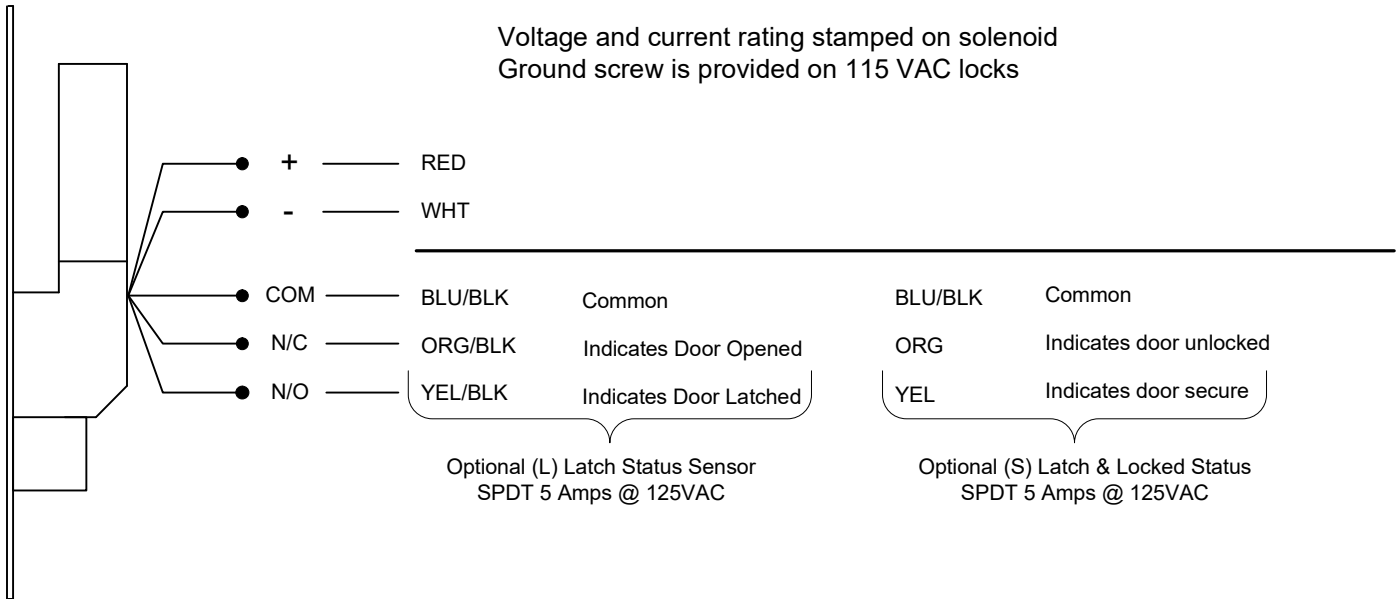 Voltage and current rating stamped on solenoid
Ground screw is provided on 115 VAC locks
+ RED
- WHT
COM BLU/BLK Common BLU/BLK Common
N/C ORG/BLK Indicates Door Opened ORG Indicates door unlocked
N/O YEL/BLK Indicates Door Latched YEL Indicates door secure
Optional (L) Latch Status Sensor
SPDT 5 Amps @ 125VAC
Optional (S) Latch & Locked Status
SPDT 5 Amps @ 125VAC